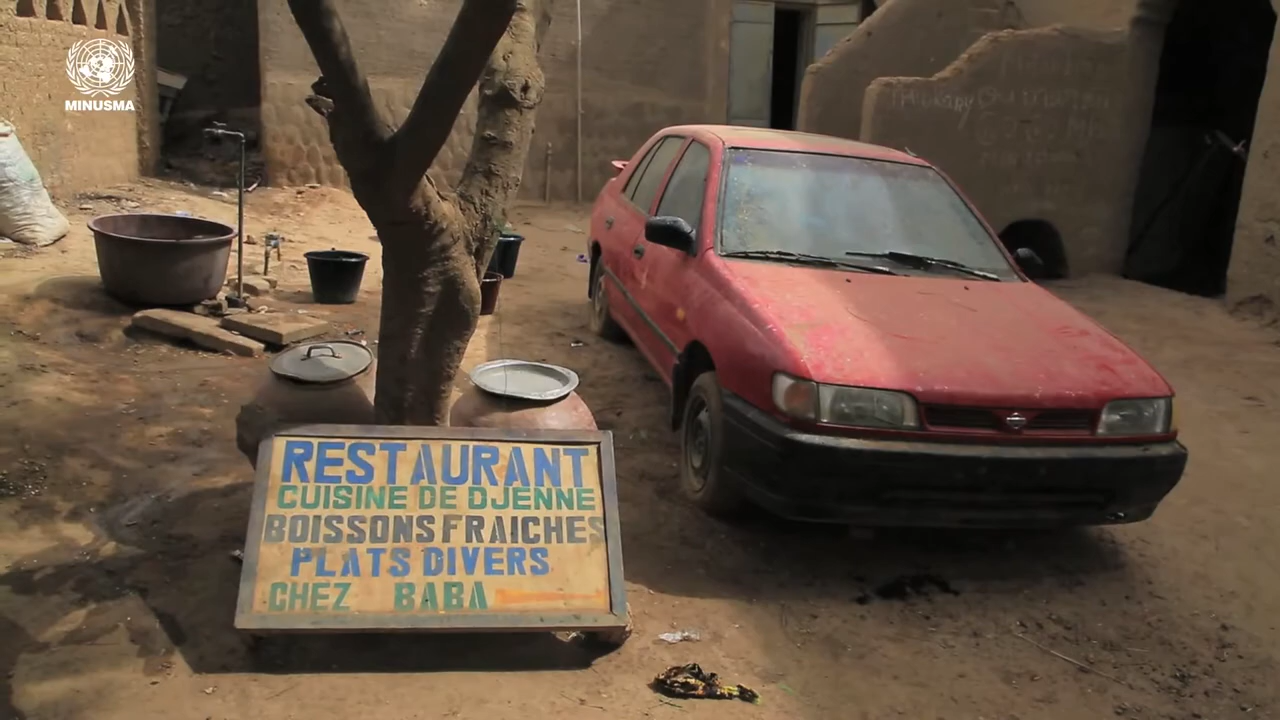 MINUSMA
RESTAURANT
CUISINE DE DJENNE
BOISSONS FRAICHES
PLATS DIVERS
CHEZ BABA